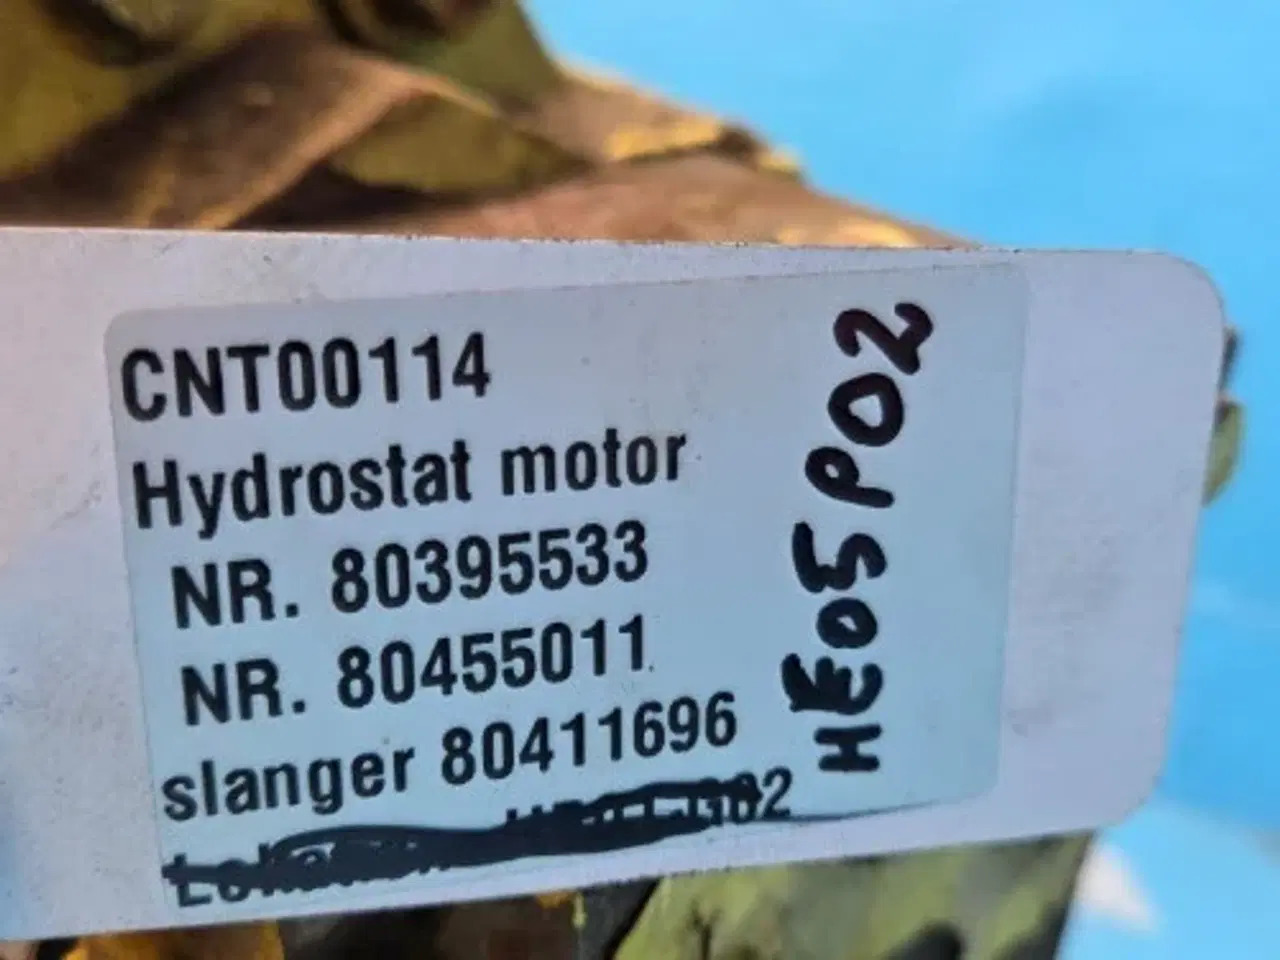 CNT00114
Hydrostat motor
NR. 80395533
NR. 80455011
slanger 80411696
HE05P02